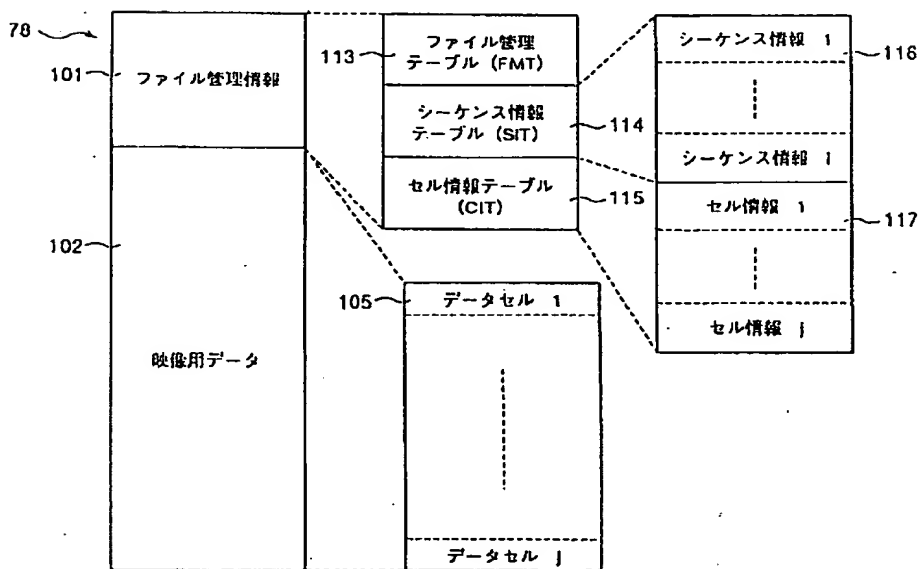 78
101
ファイル管理情報
102
映像用データ
113
ファイル管理
テーブル (FMT)
シーケンス情報
テーブル (SIT)
114
セル情報テーブル
(CIT)
115
105
データセル 1
データセル j
シーケンス情報 1
116
シーケンス情報 i
セル情報 1
117
セル情報 j